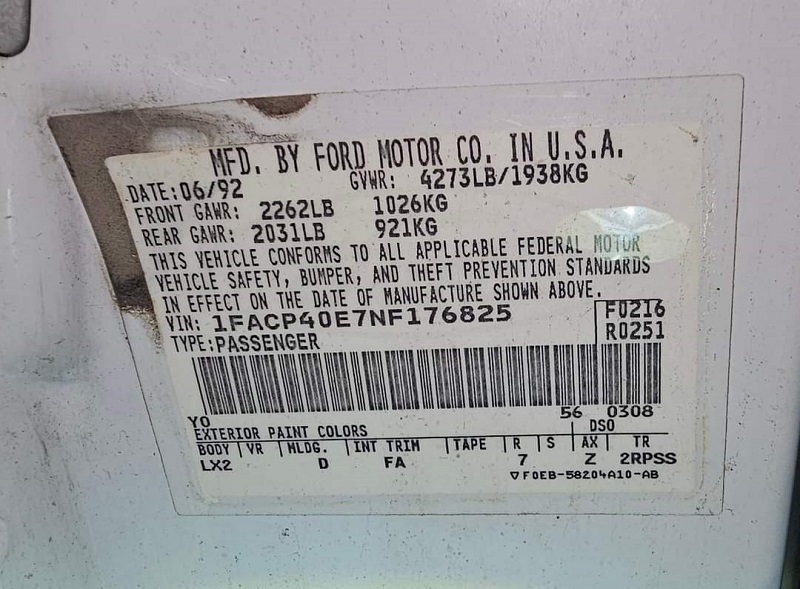 MFD. BY FORD MOTOR CO. IN U.S.A.
DATE: 06/92 GVWR: 4273LB/1938KG
FRONT GAWR: 2262LB 1026KG
REAR GAWR: 2031LB 921KG
THIS VEHICLE CONFORMS TO ALL APPLICABLE FEDERAL MOTOR
VEHICLE SAFETY, BUMPER, AND THEFT PREVENTION STANDARDS
IN EFFECT ON THE DATE OF MANUFACTURE SHOWN ABOVE.
VIN: 1FACP40E7NF176825 F0216
TYPE: PASSENGER R0251
YO 56 0308
EXTERIOR PAINT COLORS DSO
BODY VR MLDG. INT TRIM TAPE R S AX TR
LX2 D FA 7 Z 2RPSS
▽F0EB-58204A10-AB